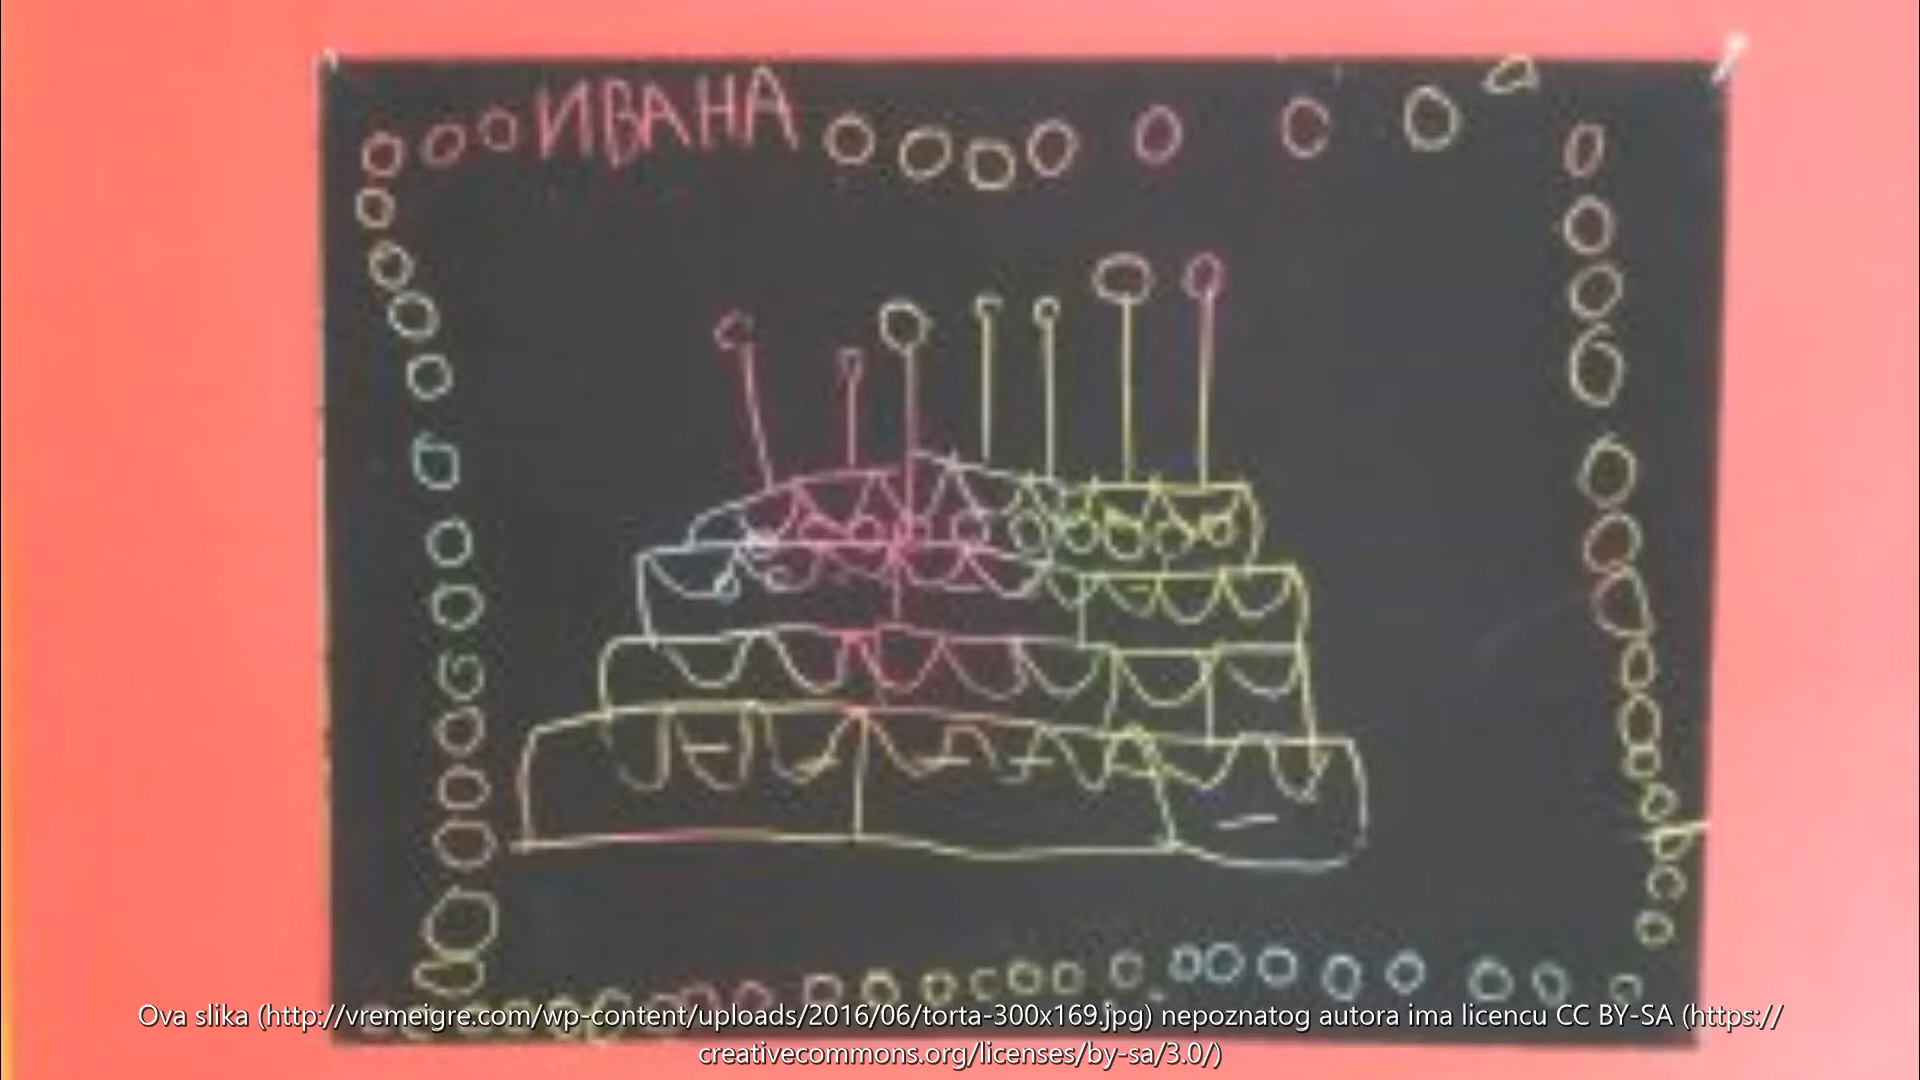 ИВАНА
Ova slika (http://vremeigre.com/wp-content/uploads/2016/06/torta-300x169.jpg) nepoznatog autora ima licencu CC BY-SA (https://
creativecommons.org/licenses/by-sa/3.0/)